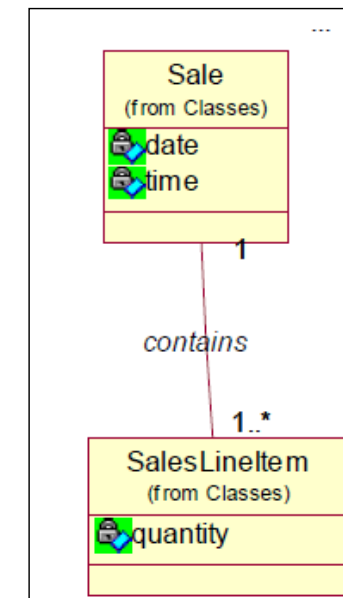 ...
Sale
(from Classes)
date
time
1
contains
1..*
SalesLineItem
(from Classes)
quantity